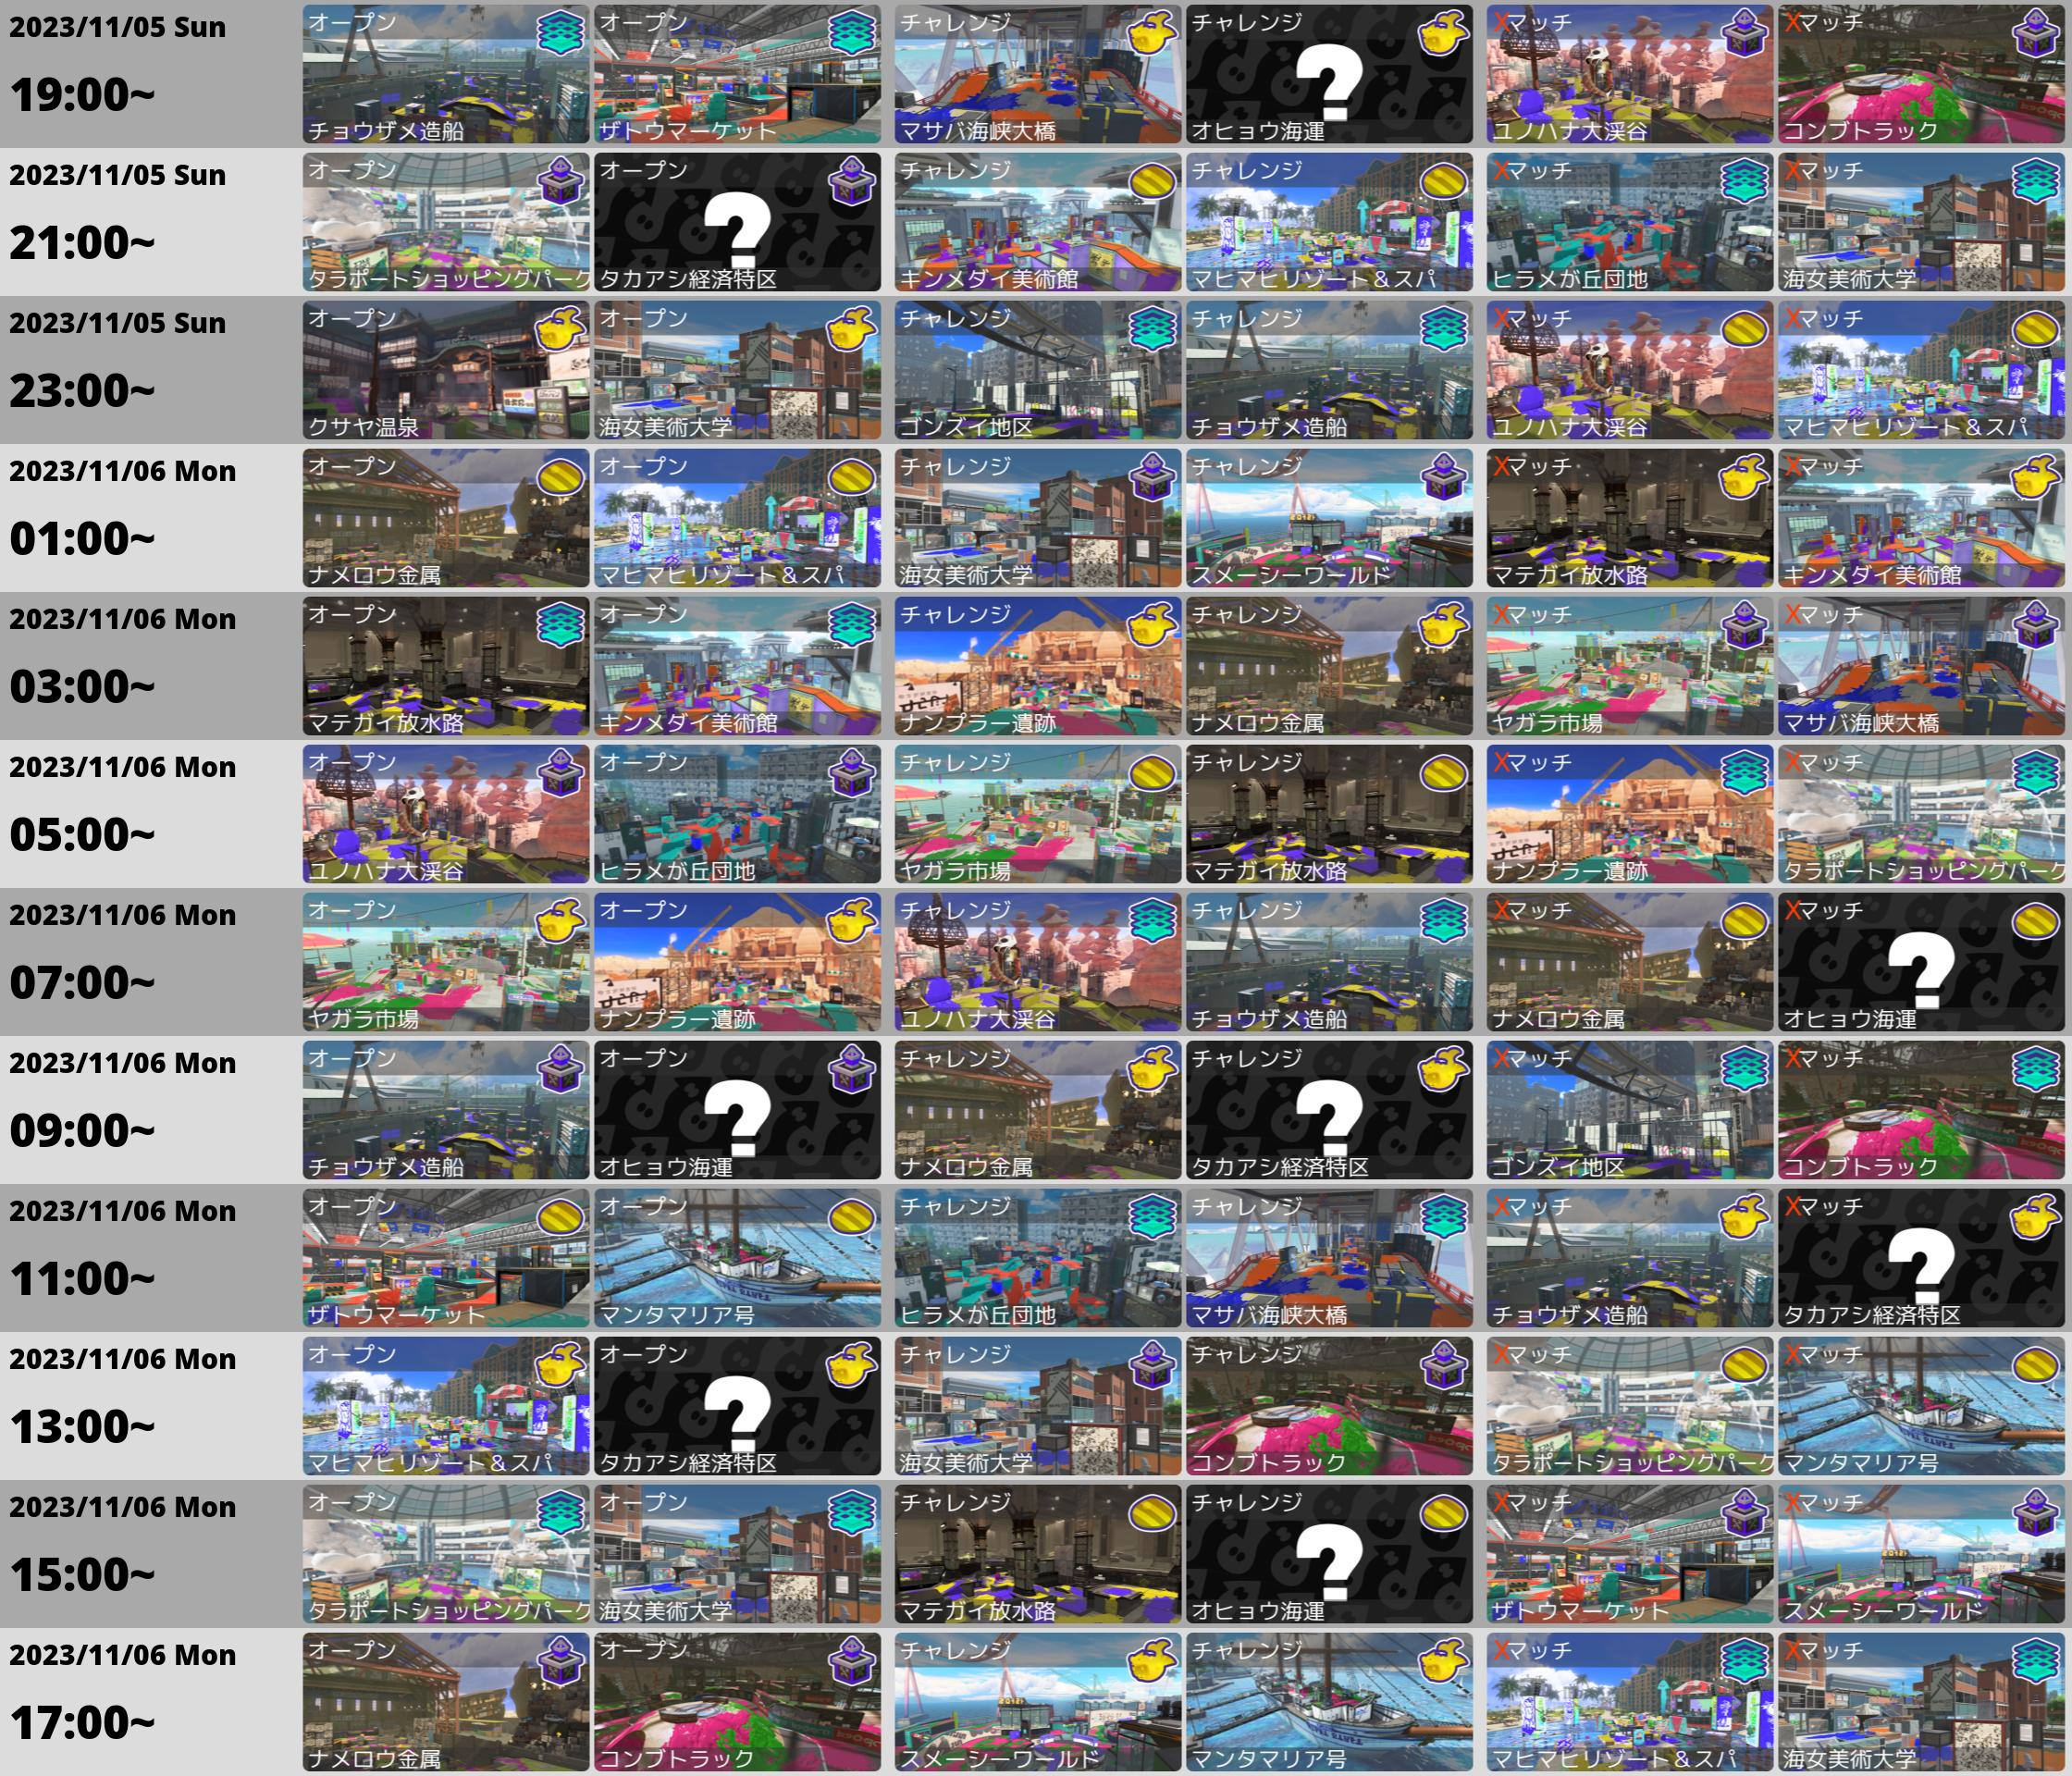 2023/11/05 Sun
19:00~
オープン
チョウザメ造船
オープン
ザトウマーケット
チャレンジ
マサバ海峡大橋
チャレンジ
?
オヒョウ海運
Xマッチ
ユノハナ大渓谷
Xマッチ
コンブトラック
2023/11/05 Sun
21:00~
オープン
タラポートショッピングパーク
オープン
?
タカアシ経済特区
チャレンジ
キンメダイ美術館
チャレンジ
マヒマヒリゾート&スパ
Xマッチ
ヒラメが丘団地
Xマッチ
海女美術大学
2023/11/05 Sun
23:00~
オープン
クサヤ温泉
オープン
海女美術大学
チャレンジ
ゴンズイ地区
チャレンジ
チョウザメ造船
Xマッチ
ユノハナ大渓谷
Xマッチ
マヒマヒリゾート&スパ
2023/11/06 Mon
01:00~
オープン
ナメロウ金属
オープン
マヒマヒリゾート&スパ
チャレンジ
海女美術大学
チャレンジ
スメーシーワールド
Xマッチ
マテガイ放水路
Xマッチ
キンメダイ美術館
2023/11/06 Mon
03:00~
オープン
マテガイ放水路
オープン
キンメダイ美術館
チャレンジ
ナンプラー遺跡
チャレンジ
ナメロウ金属
Xマッチ
ヤガラ市場
Xマッチ
マサバ海峡大橋
2023/11/06 Mon
05:00~
オープン
ユノハナ大渓谷
オープン
ヒラメが丘団地
チャレンジ
ヤガラ市場
チャレンジ
マテガイ放水路
Xマッチ
ナンプラー遺跡
Xマッチ
タラポートショッピングパーク
2023/11/06 Mon
07:00~
オープン
ヤガラ市場
オープン
ナンプラー遺跡
チャレンジ
ユノハナ大渓谷
チャレンジ
チョウザメ造船
Xマッチ
ナメロウ金属
Xマッチ
?
オヒョウ海運
2023/11/06 Mon
09:00~
オープン
チョウザメ造船
オープン
?
オヒョウ海運
チャレンジ
ナメロウ金属
チャレンジ
?
タカアシ経済特区
Xマッチ
ゴンズイ地区
Xマッチ
コンブトラック
2023/11/06 Mon
11:00~
オープン
ザトウマーケット
オープン
マンタマリア号
チャレンジ
ヒラメが丘団地
チャレンジ
マサバ海峡大橋
Xマッチ
チョウザメ造船
Xマッチ
?
タカアシ経済特区
2023/11/06 Mon
13:00~
オープン
マヒマヒリゾート&スパ
オープン
?
タカアシ経済特区
チャレンジ
海女美術大学
チャレンジ
コンブトラック
Xマッチ
タラポートショッピングパーク
Xマッチ
マンタマリア号
2023/11/06 Mon
15:00~
オープン
タラポートショッピングパーク
オープン
海女美術大学
チャレンジ
マテガイ放水路
チャレンジ
?
オヒョウ海運
Xマッチ
ザトウマーケット
Xマッチ
スメーシーワールド
2023/11/06 Mon
17:00~
オープン
ナメロウ金属
オープン
コンブトラック
チャレンジ
スメーシーワールド
チャレンジ
マンタマリア号
Xマッチ
マヒマヒリゾート&スパ
Xマッチ
海女美術大学